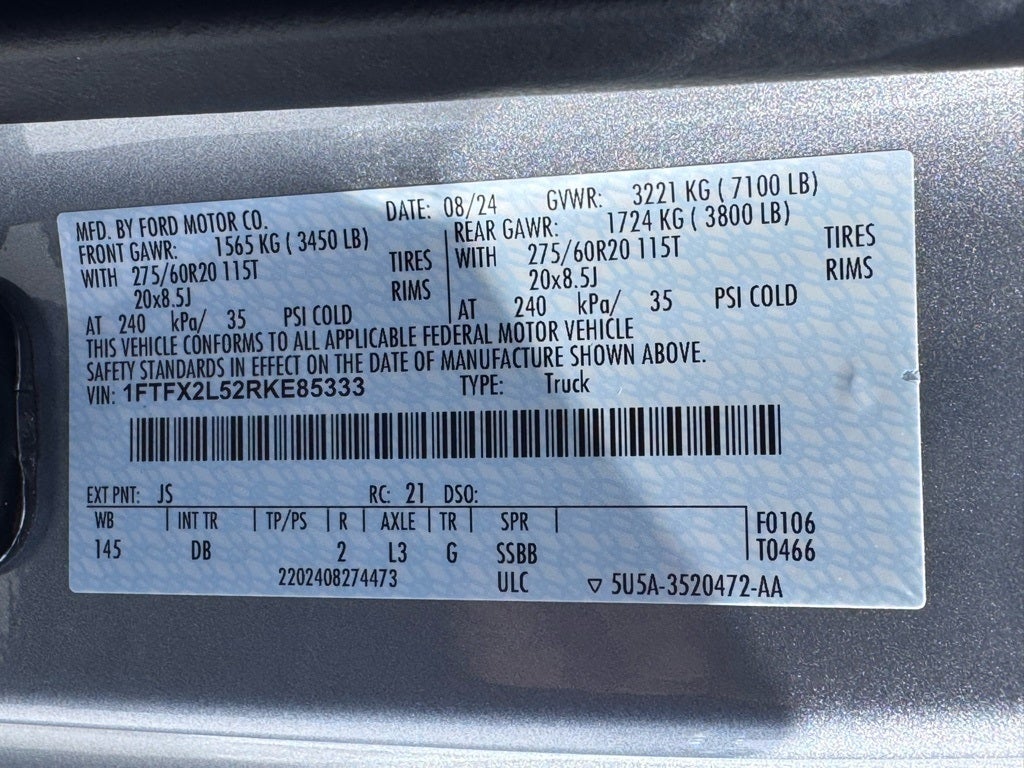 MFD. BY FORD MOTOR CO. DATE: 08/24 GVWR: 3221 KG ( 7100 LB)
FRONT GAWR: 1565 KG ( 3450 LB) REAR GAWR: 1724 KG ( 3800 LB)
WITH 275/60R20 115T TIRES WITH 275/60R20 115T TIRES
20x8.5J RIMS 20x8.5J RIMS
AT 240 kPa/ 35 PSI COLD AT 240 kPa/ 35 PSI COLD
THIS VEHICLE CONFORMS TO ALL APPLICABLE FEDERAL MOTOR VEHICLE
SAFETY STANDARDS IN EFFECT ON THE DATE OF MANUFACTURE SHOWN ABOVE.
VIN: 1FTFX2L52RKE85333 TYPE: Truck
EXT PNT: JS RC: 21 DSO:
WB INT TR TP/PS R AXLE TR SPR F0106
145 DB 2 L3 G SSBB T0466
2202408274473 ULC ▽ 5U5A-3520472-AA